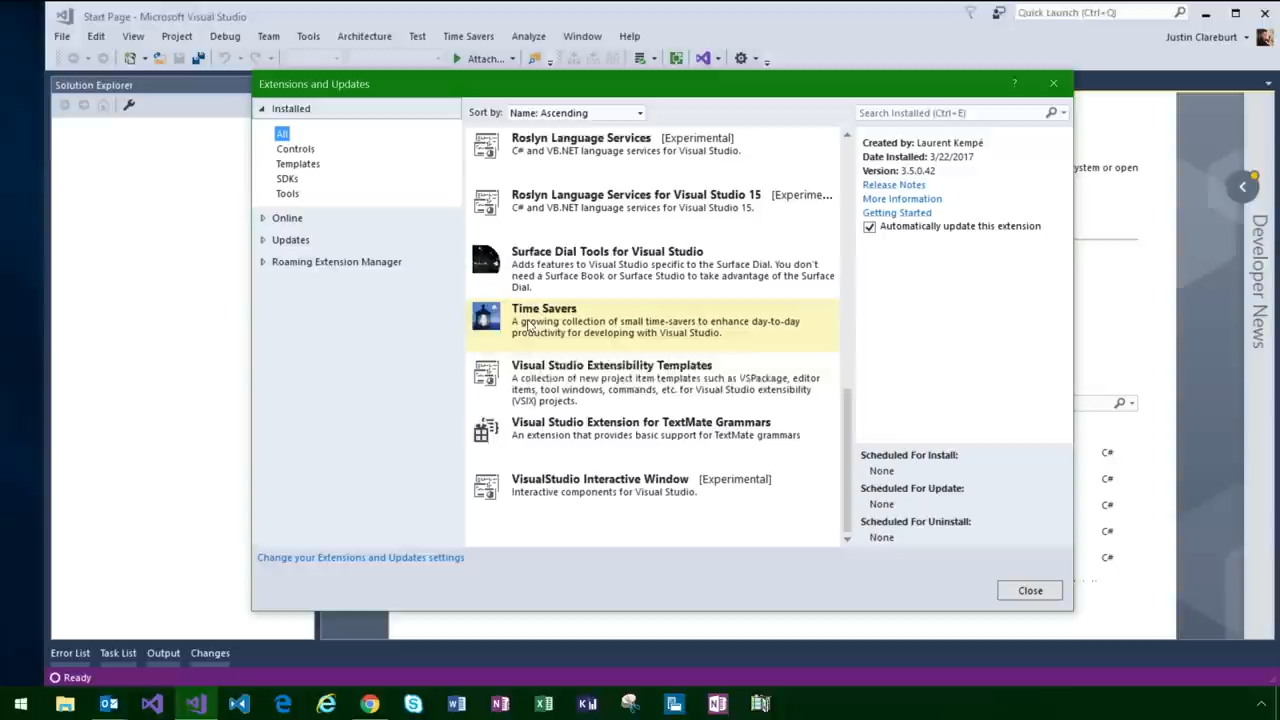 Start Page - Microsoft Visual Studio
Quick Launch (Ctrl+Q)
File Edit View Project Debug Team Tools Architecture Test Time Savers Analyze Window Help
Justin Clareburt
Attach...
Solution Explorer
Extensions and Updates
?
Installed
All
Controls
Templates
SDKs
Tools
Online
Updates
Roaming Extension Manager
Change your Extensions and Updates settings
Sort by: Name: Ascending
Roslyn Language Services [Experimental]
C# and VB.NET language services for Visual Studio.
Roslyn Language Services for Visual Studio 15 [Experime...
C# and VB.NET language services for Visual Studio 15.
Surface Dial Tools for Visual Studio
Adds features to Visual Studio specific to the Surface Dial. You don't
need a Surface Book or Surface Studio to take advantage of the Surface
Dial.
Time Savers
A growing collection of small time-savers to enhance day-to-day
productivity for developing with Visual Studio.
Visual Studio Extensibility Templates
A collection of new project item templates such as VSPackage, editor
items, tool windows, commands, etc. for Visual Studio extensibility
(VSIX) projects.
Visual Studio Extension for TextMate Grammars
An extension that provides basic support for TextMate grammars
VisualStudio Interactive Window [Experimental]
Interactive components for Visual Studio.
Search Installed (Ctrl+E)
Created by: Laurent Kempé
Date Installed: 3/22/2017
Version: 3.5.0.42
Release Notes
More Information
Getting Started
Automatically update this extension
Scheduled For Install:
None
Scheduled For Update:
None
Scheduled For Uninstall:
None
Close
ystem or open
C#
C#
C#
C#
C#
Developer News
Error List Task List Output Changes
Ready